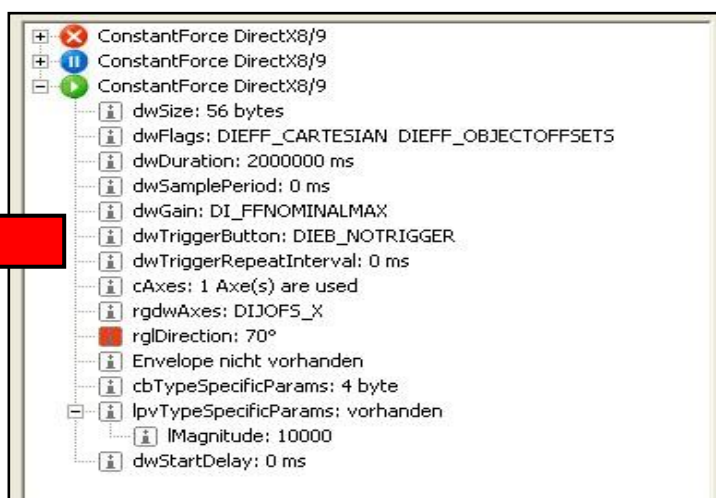 ConstantForce DirectX8/9
ConstantForce DirectX8/9
ConstantForce DirectX8/9
dwSize: 56 bytes
dwFlags: DIEFF_CARTESIAN DIEFF_OBJECTOFFSETS
dwDuration: 2000000 ms
dwSamplePeriod: 0 ms
dwGain: DI_FFNOMINALMAX
dwTriggerButton: DIEB_NOTRIGGER
dwTriggerRepeatInterval: 0 ms
cAxes: 1 Axe(s) are used
rgdwAxes: DIJOFS_X
rglDirection: 70°
Envelope nicht vorhanden
cbTypeSpecificParams: 4 byte
lpvTypeSpecificParams: vorhanden
lMagnitude: 10000
dwStartDelay: 0 ms